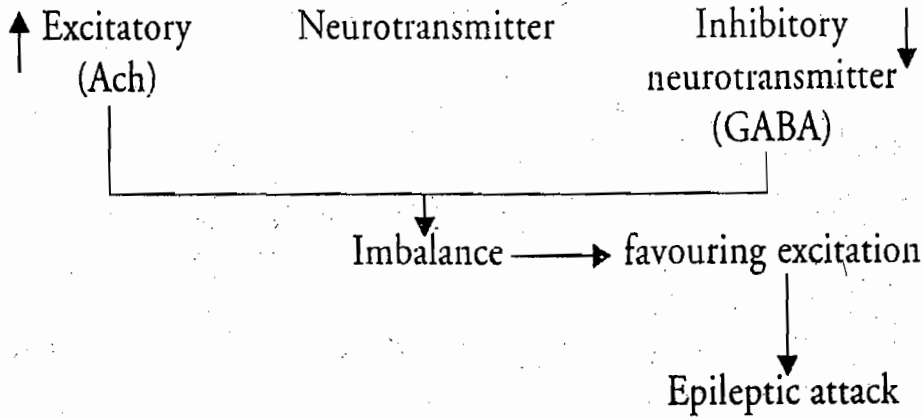 Excitatory Neurotransmitter Inhibitory
(Ach) neurotransmitter
(GABA)
Imbalance favouring excitation
Epileptic attack